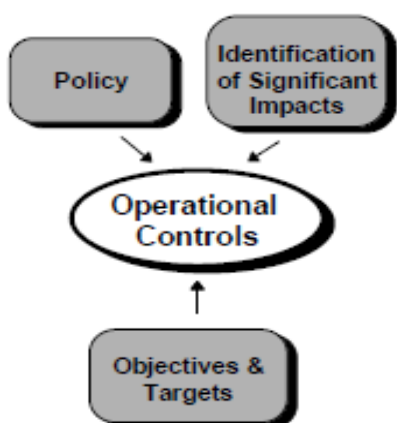 Policy
Identification
of Significant
Impacts
Operational
Controls
Objectives &
Targets